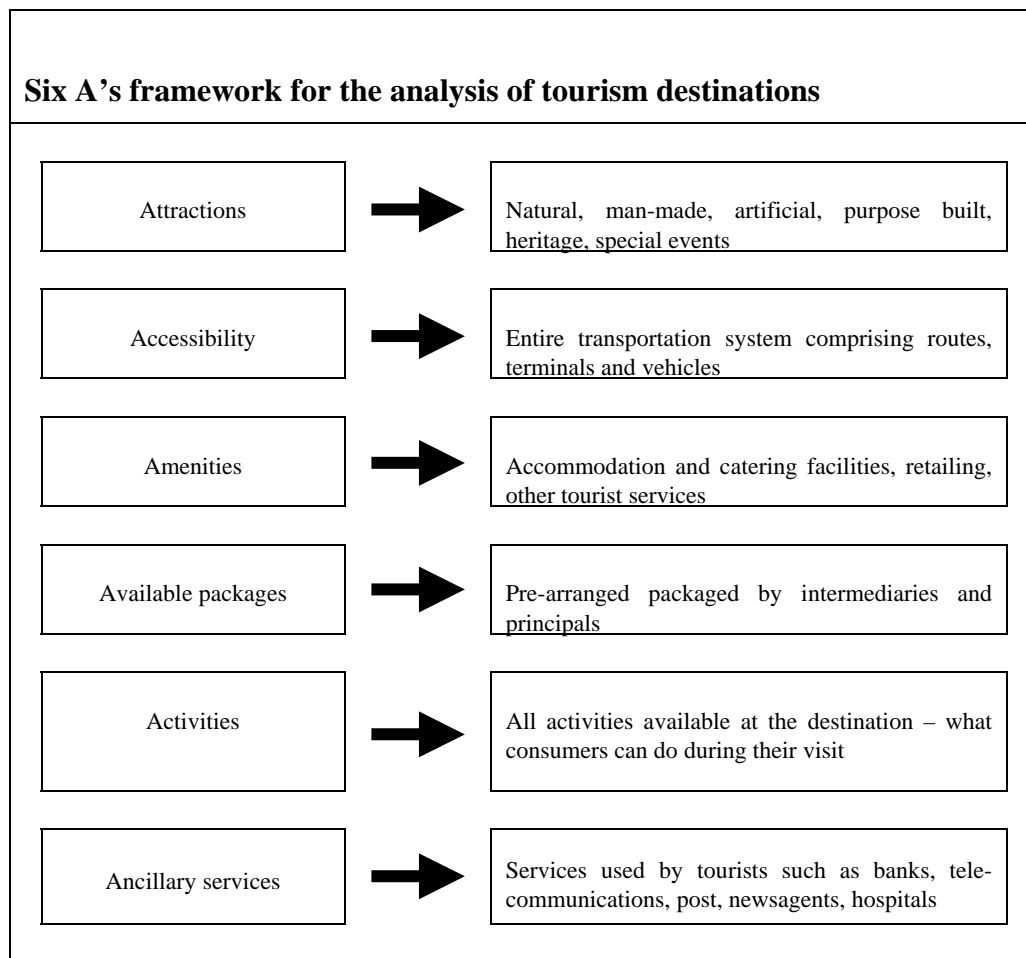 Six A's framework for the analysis of tourism destinations
Attractions
Natural, man-made, artificial, purpose built,
heritage, special events
Accessibility
Entire transportation system comprising routes,
terminals and vehicles
Amenities
Accommodation and catering facilities, retailing,
other tourist services
Available packages
Pre-arranged packaged by intermediaries and
principals
Activities
All activities available at the destination – what
consumers can do during their visit
Ancillary services
Services used by tourists such as banks, tele-
communications, post, newsagents, hospitals